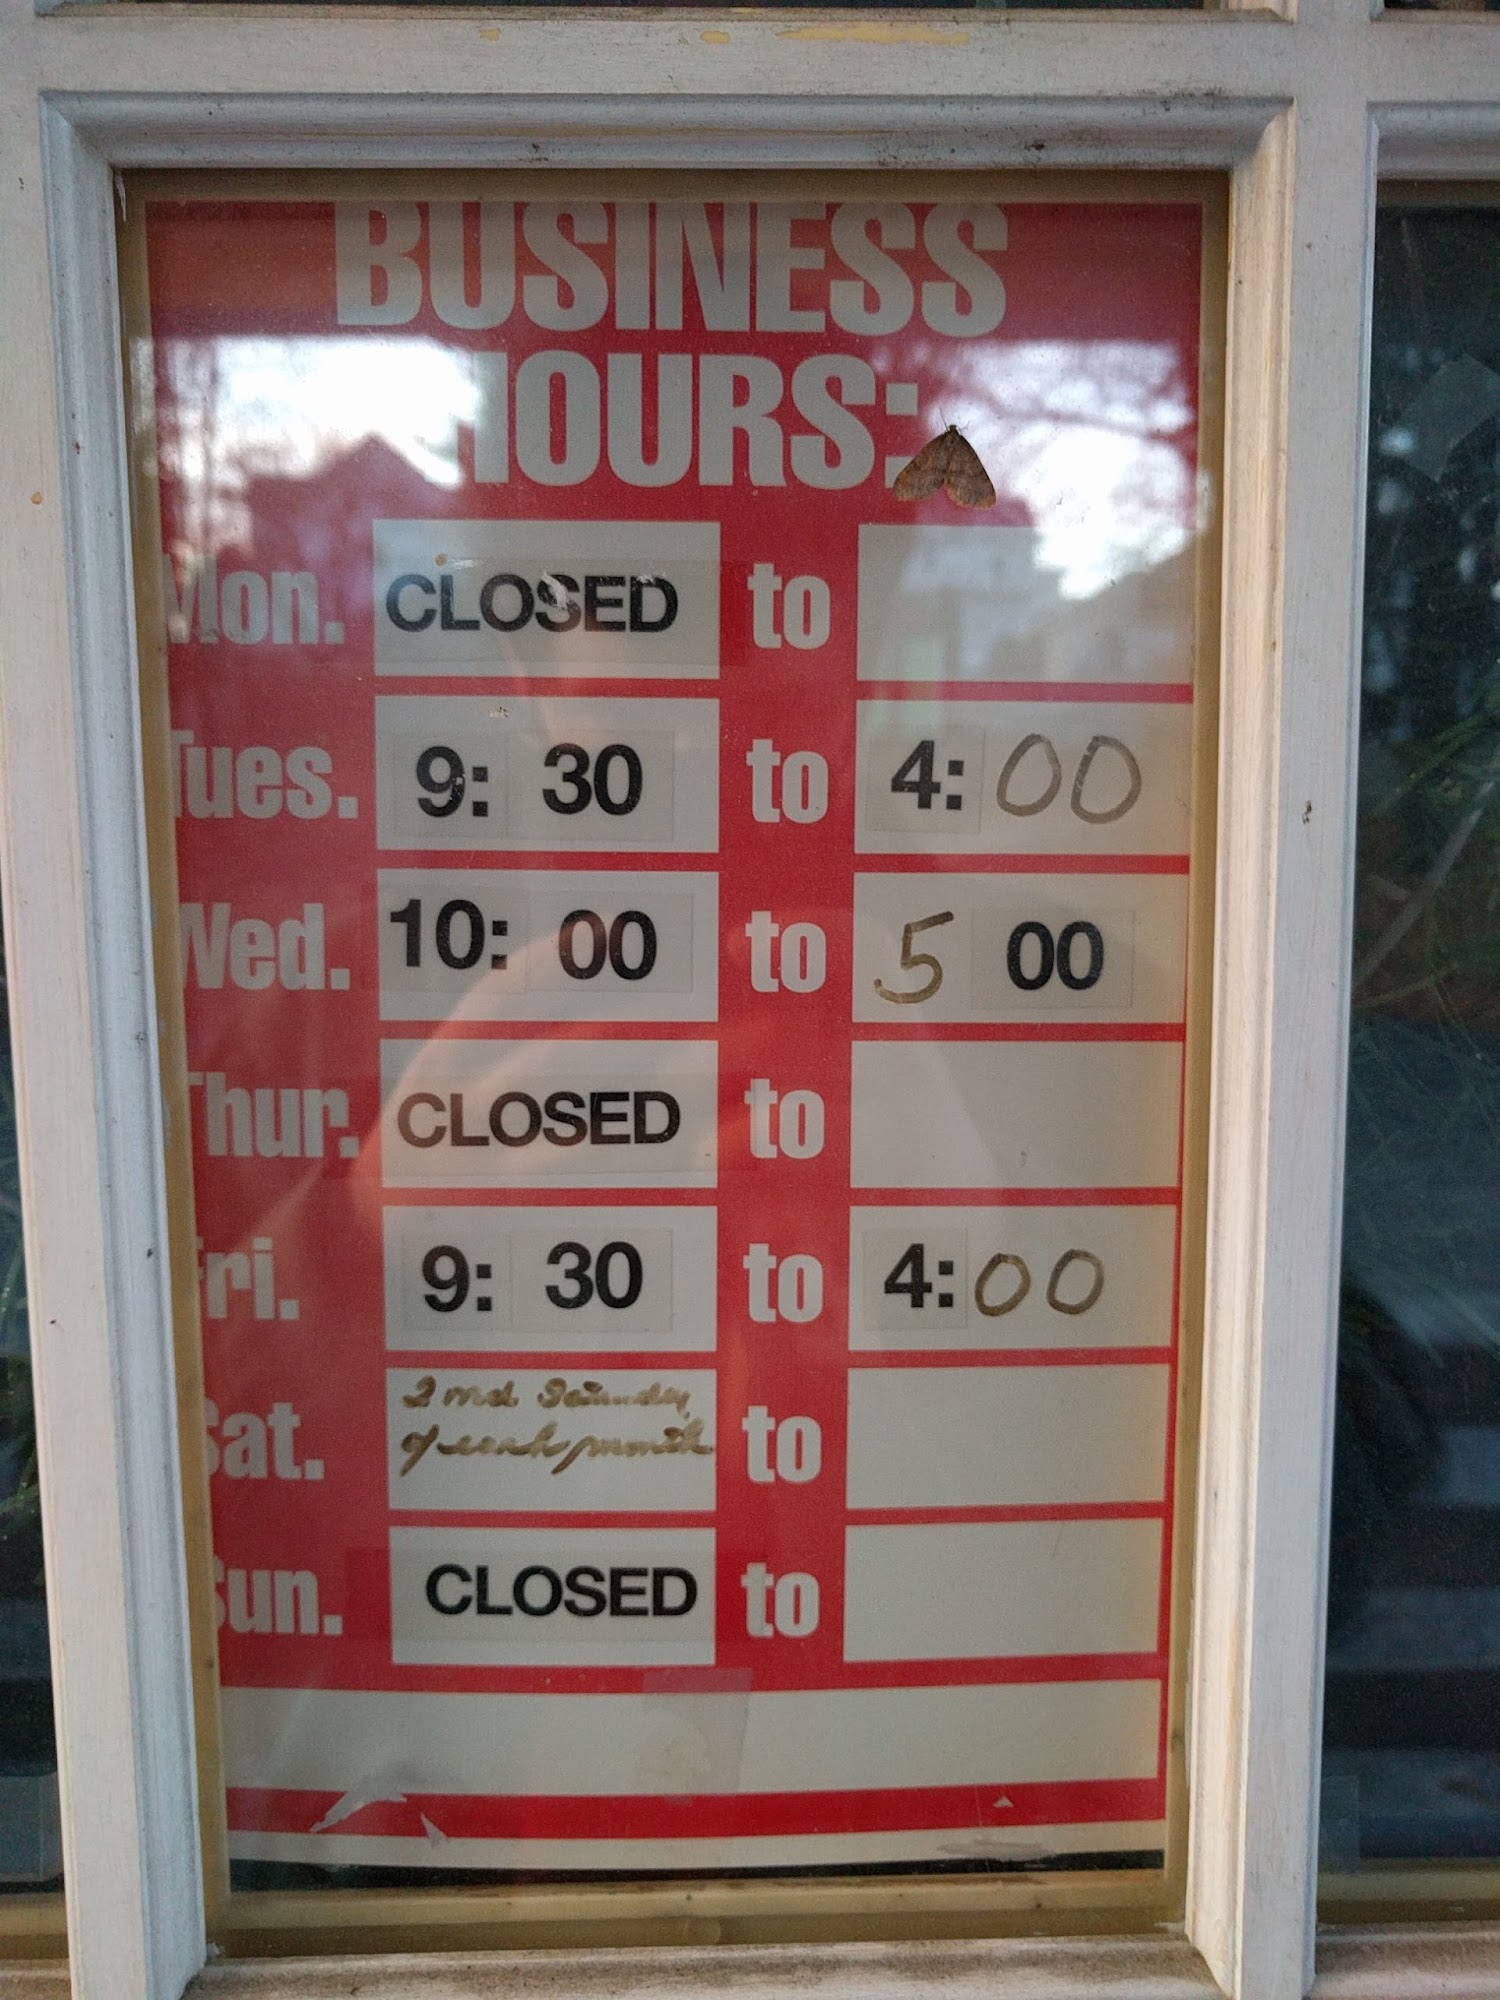 BUSINESS
HOURS:
Mon. CLOSED to
Tues. 9: 30 to 4: 00
Wed. 10: 00 to 5 00
Thur. CLOSED to
Fri. 9: 30 to 4: 00
Sat. 2nd Saturday
of each month to
Sun. CLOSED to